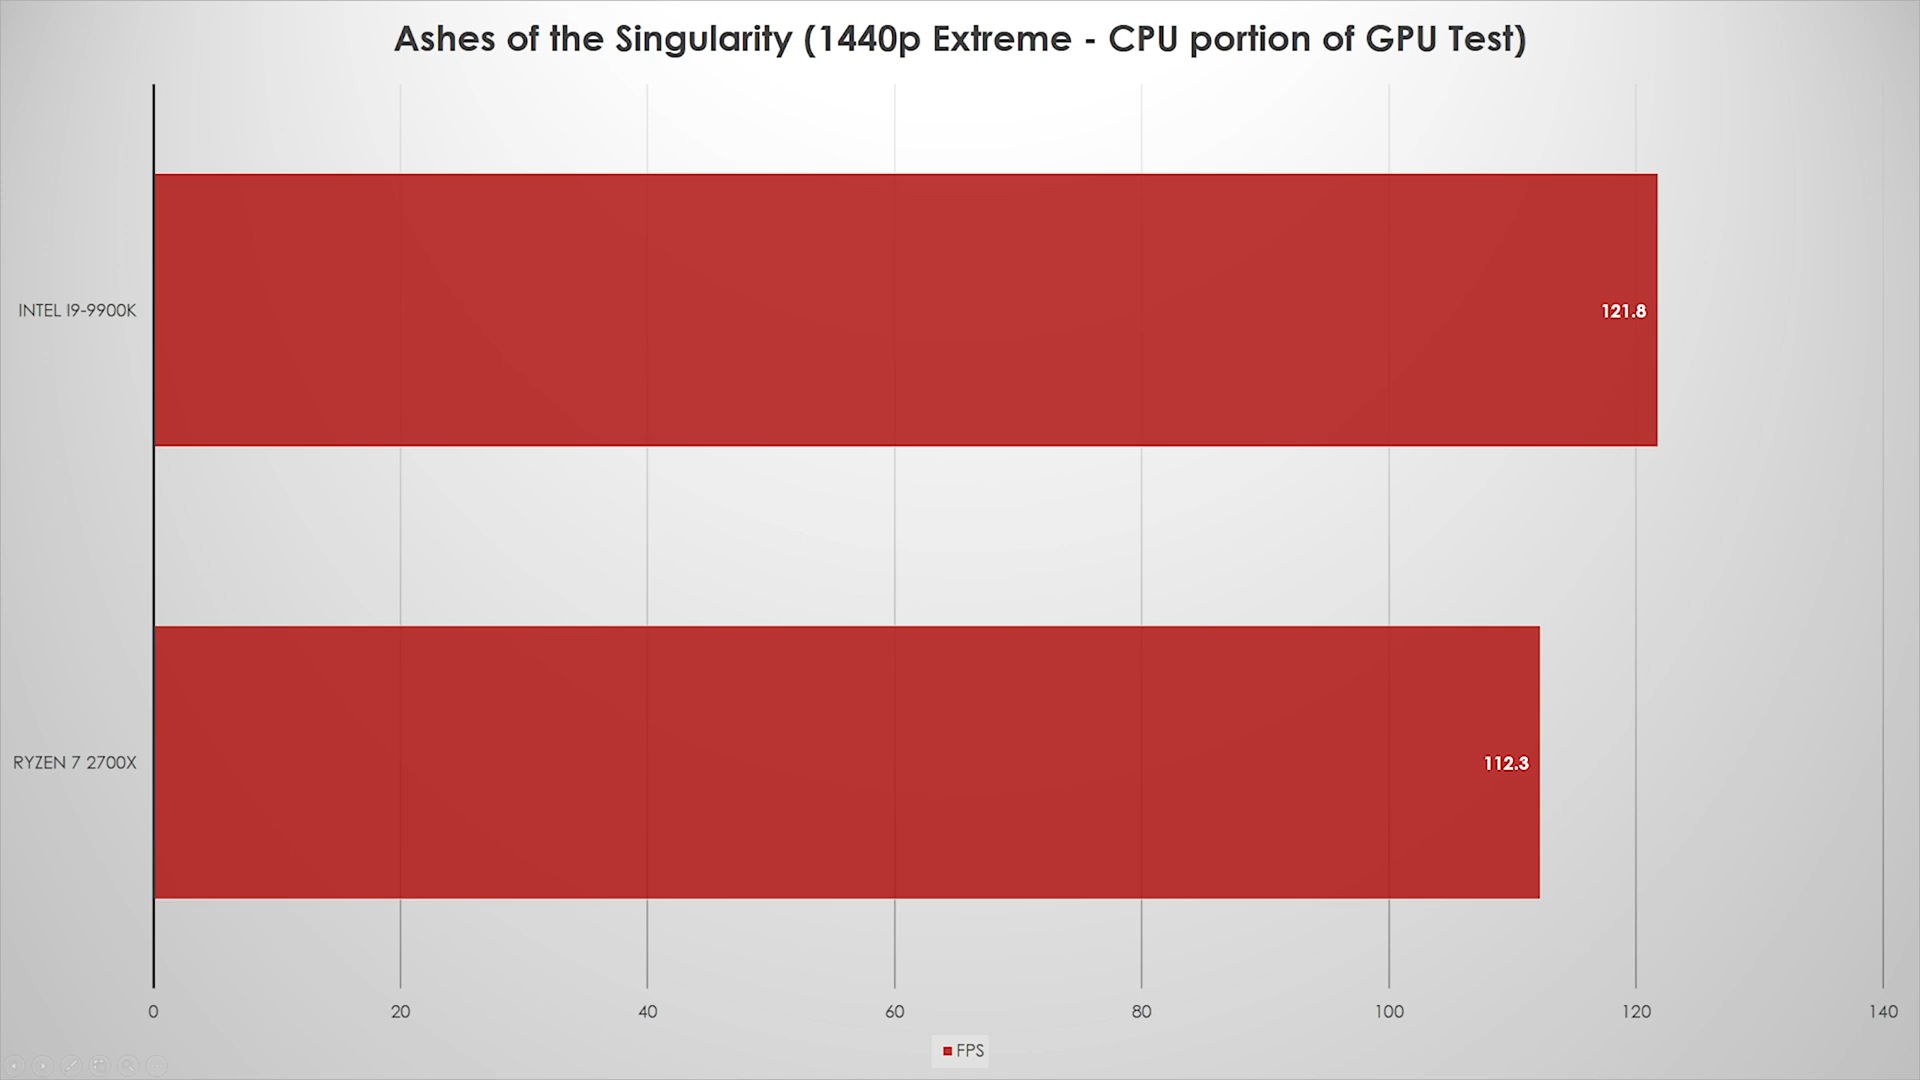 Ashes of the Singularity (1440p Extreme - CPU portion of GPU Test)
INTEL I9-9900K
121.8
RYZEN 7 2700X
112.3
0 20 40 60 80 100 120 140
FPS